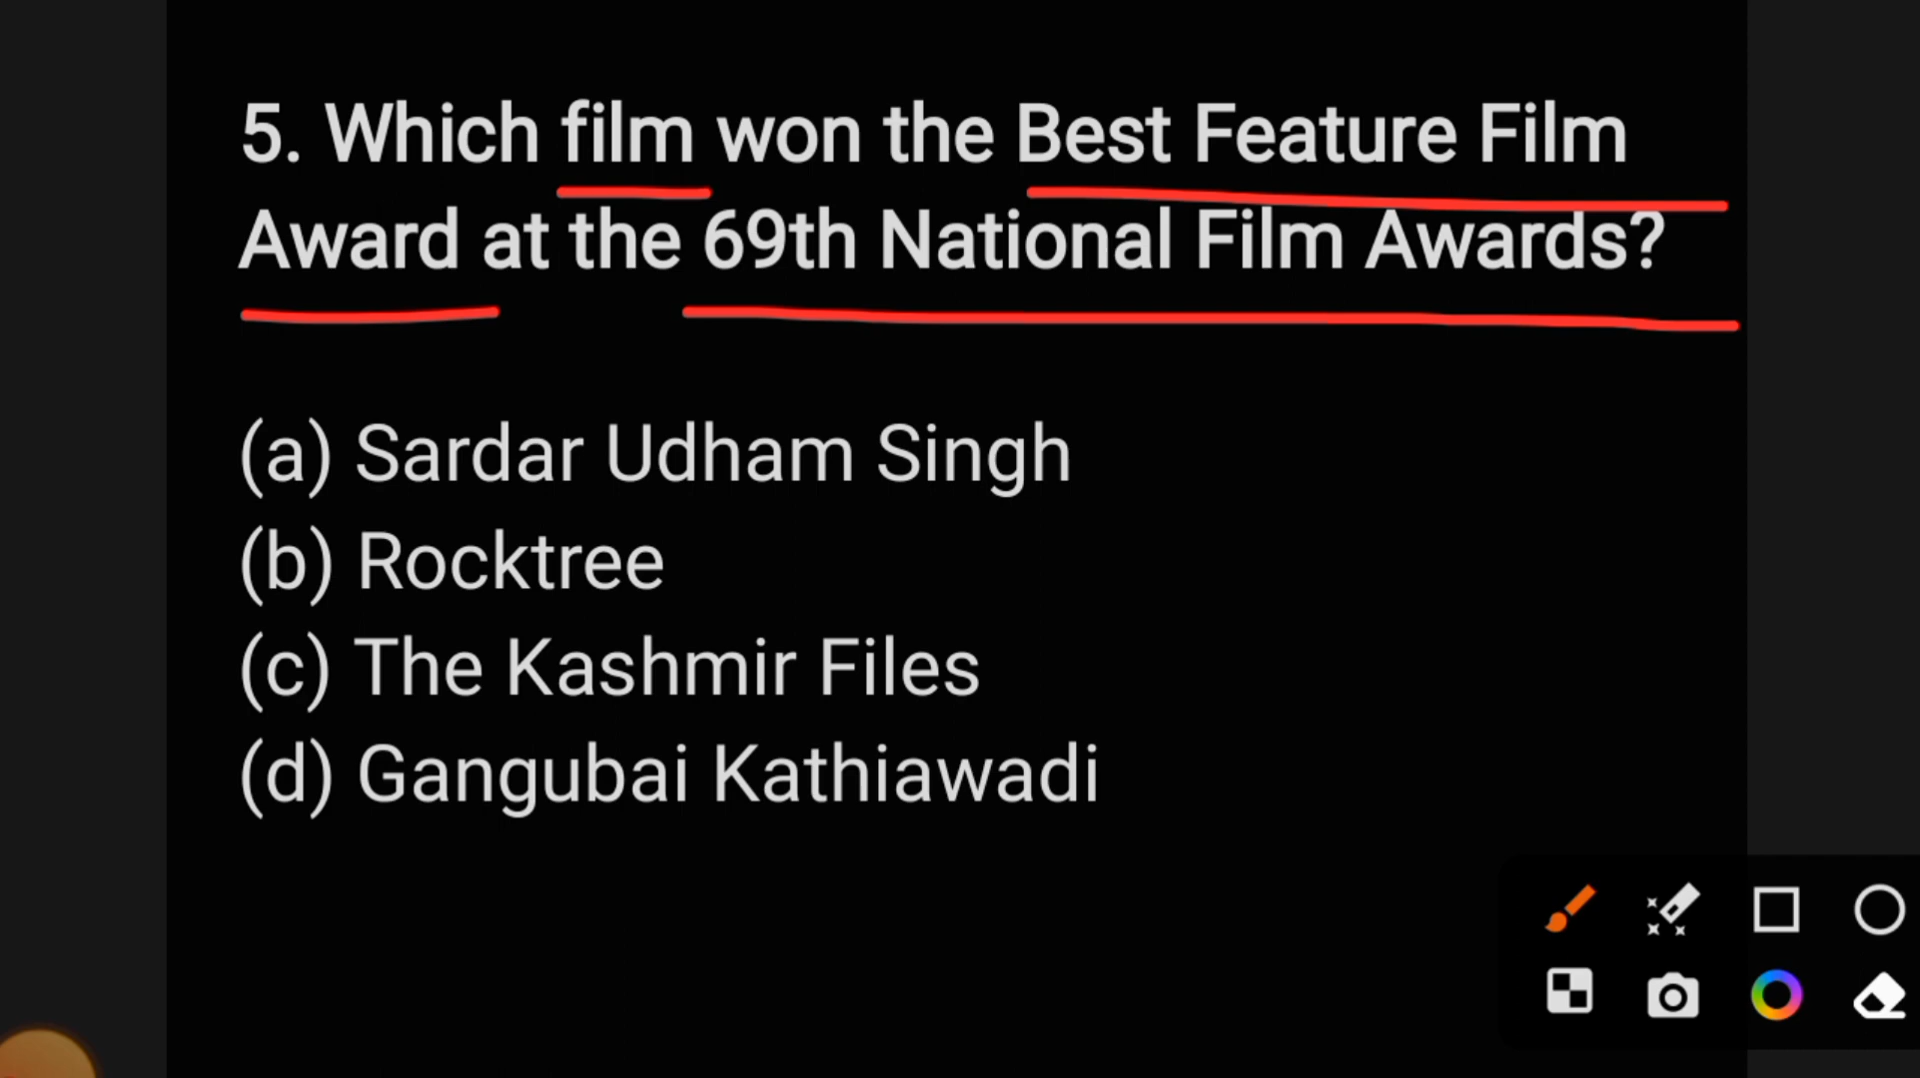 5. Which film won the Best Feature Film
Award at the 69th National Film Awards?
(a) Sardar Udham Singh
(b) Rocktree
(c) The Kashmir Files
(d) Gangubai Kathiawadi